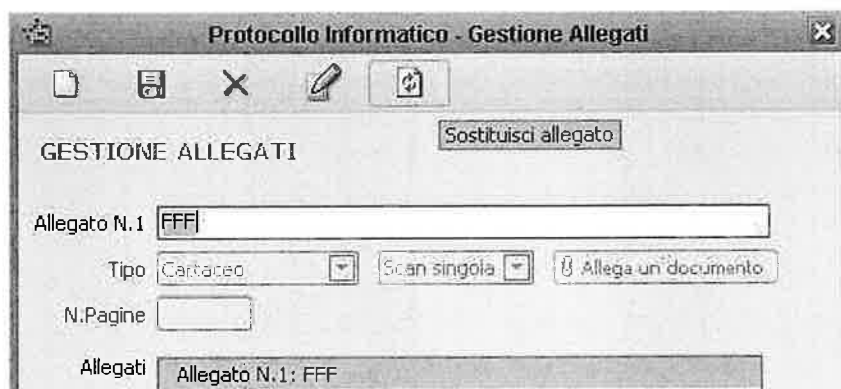 Protocollo Informatico - Gestione Allegati
Sostituisci allegato
GESTIONE ALLEGATI
Allegato N.1 FFF
Tipo Cartaceo Scan singola Allega un documento
N.Pagine
Allegati Allegato N.1: FFF